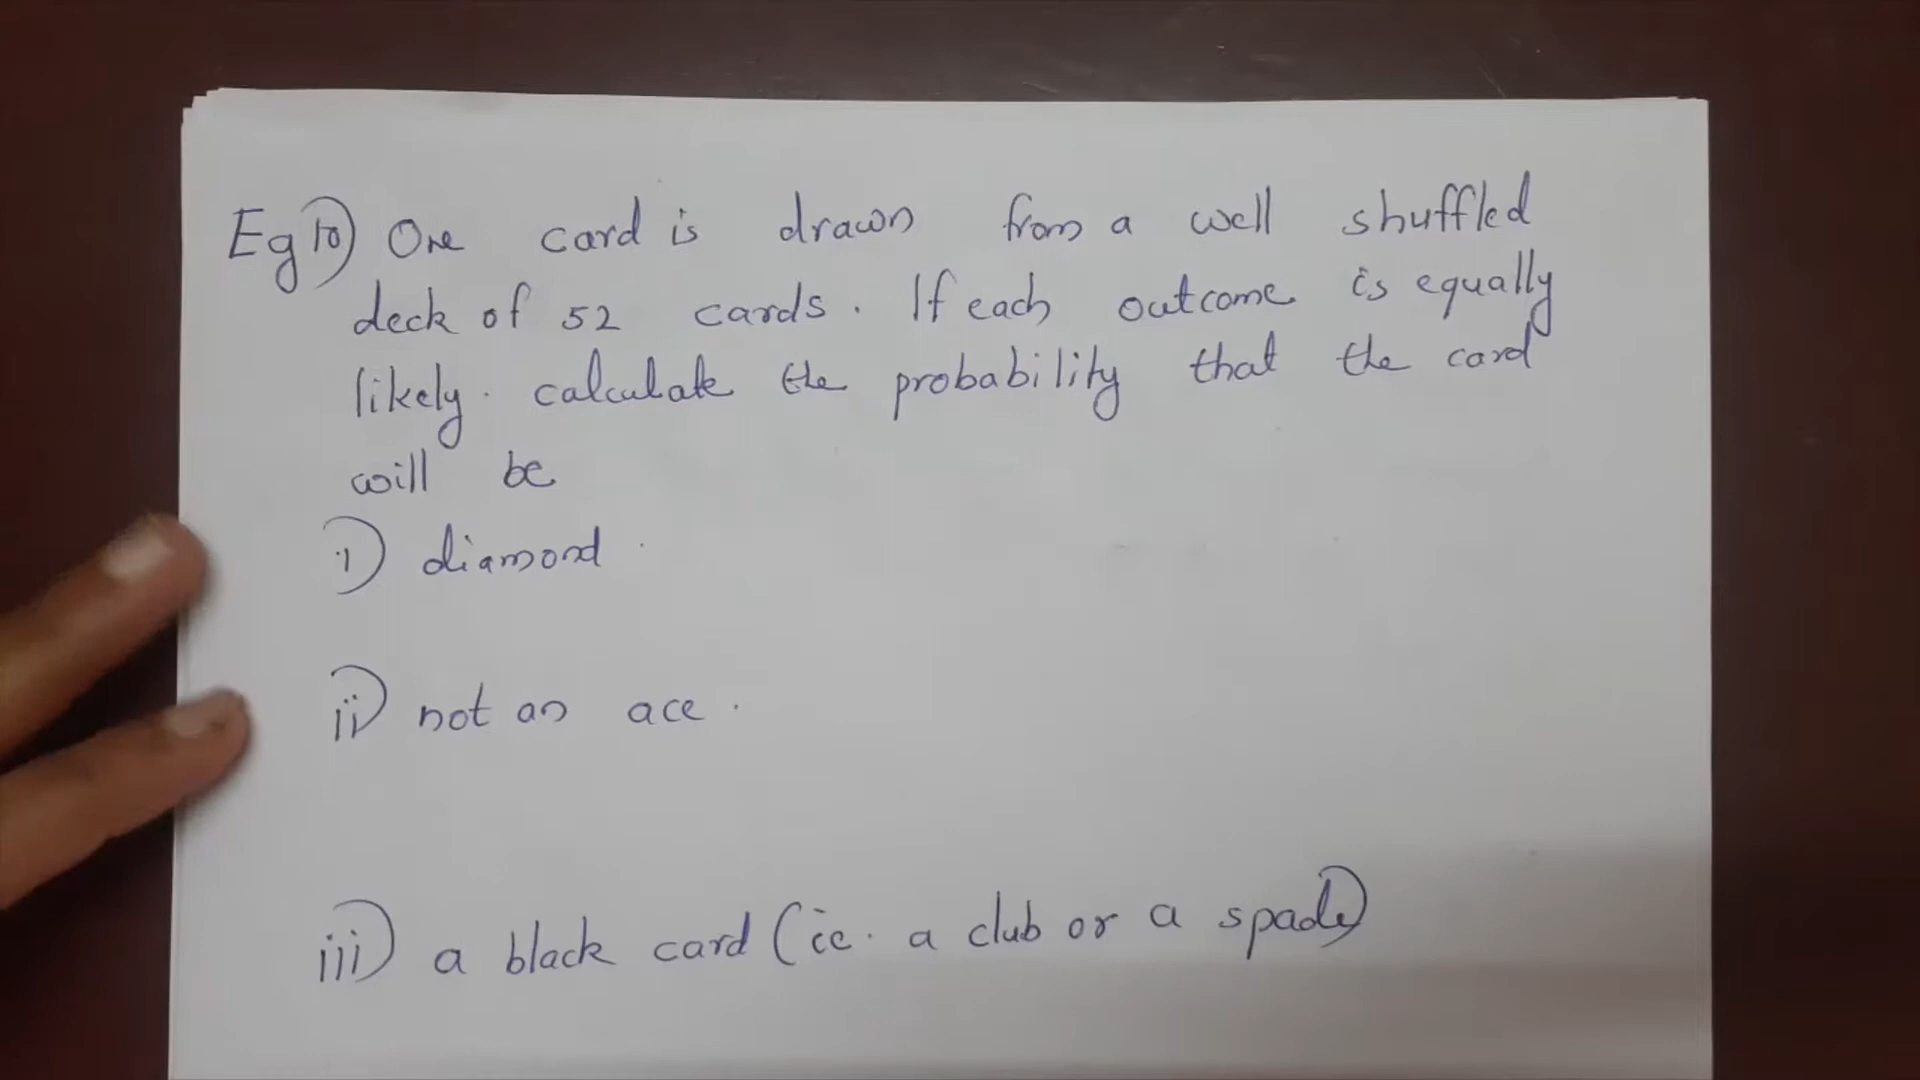 Eg 10) One card is drawn from a well shuffled
deck of 52 cards. If each outcome is equally
likely. calculate the probability that the card
will be
i) diamond.
ii) not an ace.
iii) a black card (ie. a club or a spade)